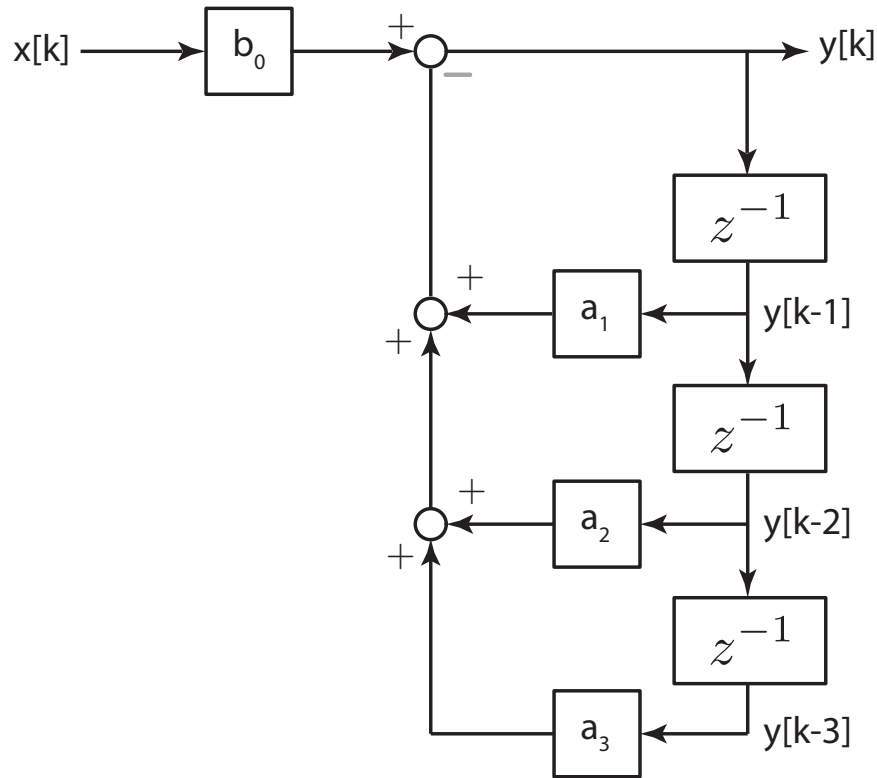 x[k] b₀ + − y[k]
z⁻¹
+ a₁ y[k-1]
+
z⁻¹
+ a₂ y[k-2]
+
z⁻¹
a₃ y[k-3]